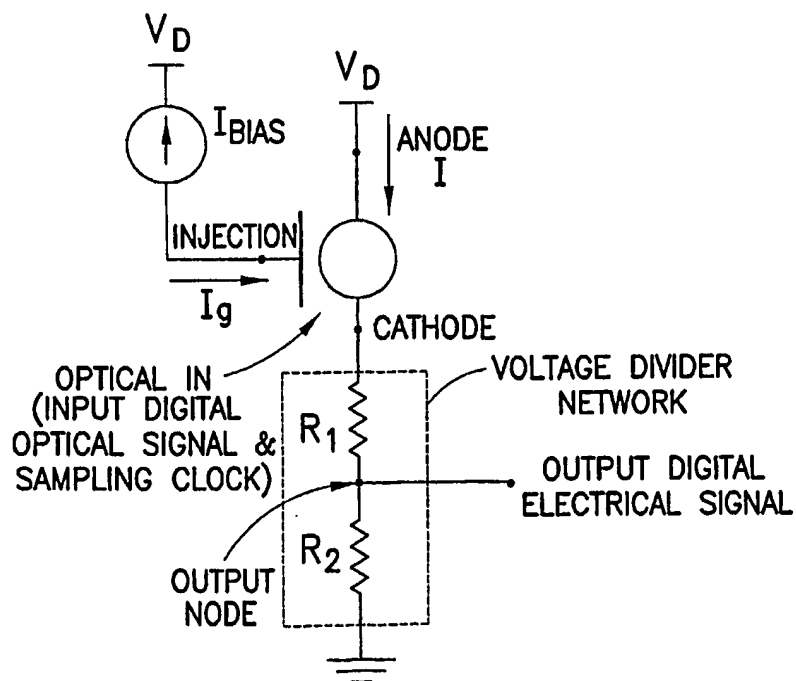 V_D
I_BIAS
V_D
ANODE
I
INJECTION
I_g
CATHODE
OPTICAL IN
(INPUT DIGITAL
OPTICAL SIGNAL &
SAMPLING CLOCK)
VOLTAGE DIVIDER
NETWORK
R_1
OUTPUT DIGITAL
ELECTRICAL SIGNAL
R_2
OUTPUT
NODE